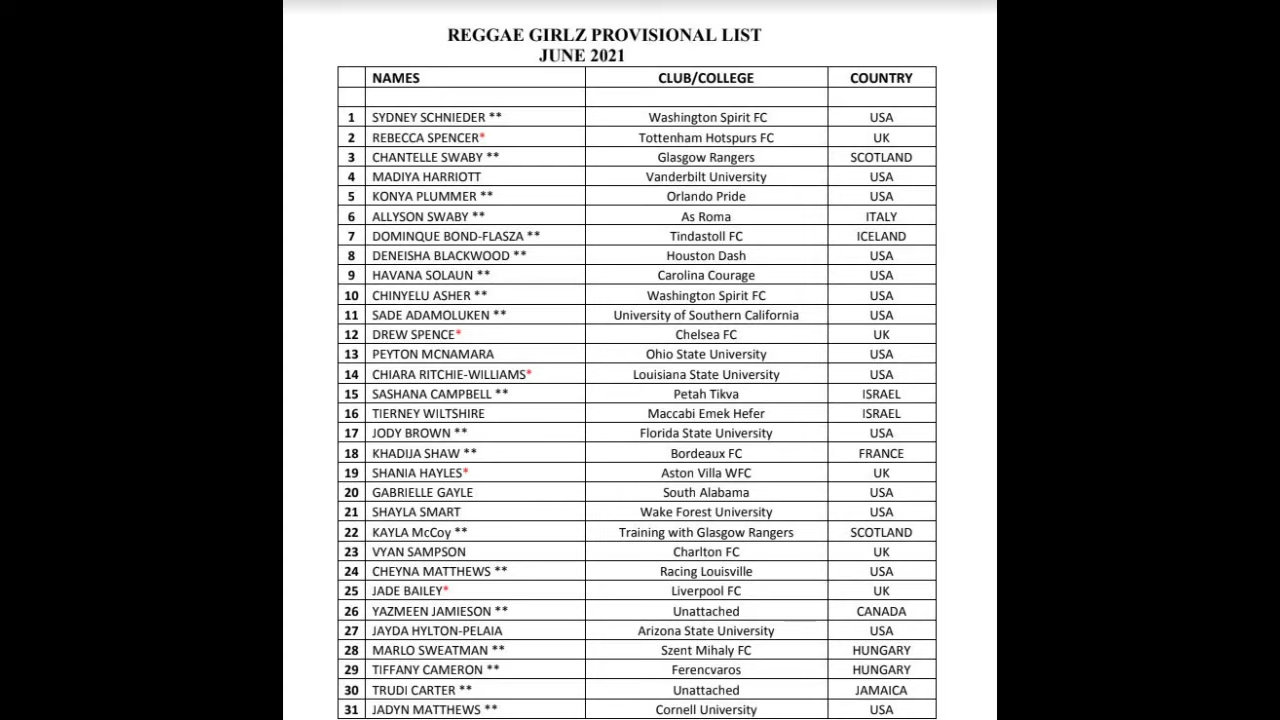 REGGAE GIRLZ PROVISIONAL LIST
JUNE 2021
NAMES CLUB/COLLEGE COUNTRY
1 SYDNEY SCHNIEDER ** Washington Spirit FC USA
2 REBECCA SPENCER* Tottenham Hotspurs FC UK
3 CHANTELLE SWABY ** Glasgow Rangers SCOTLAND
4 MADIYA HARRIOTT Vanderbilt University USA
5 KONYA PLUMMER ** Orlando Pride USA
6 ALLYSON SWABY ** As Roma ITALY
7 DOMINQUE BOND-FLASZA ** Tindastoll FC ICELAND
8 DENEISHA BLACKWOOD ** Houston Dash USA
9 HAVANA SOLAUN ** Carolina Courage USA
10 CHINYELU ASHER ** Washington Spirit FC USA
11 SADE ADAMOLUKEN ** University of Southern California USA
12 DREW SPENCE* Chelsea FC UK
13 PEYTON MCNAMARA Ohio State University USA
14 CHIARA RITCHIE-WILLIAMS* Louisiana State University USA
15 SASHANA CAMPBELL ** Petah Tikva ISRAEL
16 TIERNEY WILTSHIRE Maccabi Emek Hefer ISRAEL
17 JODY BROWN ** Florida State University USA
18 KHADIJA SHAW ** Bordeaux FC FRANCE
19 SHANIA HAYLES* Aston Villa WFC UK
20 GABRIELLE GAYLE South Alabama USA
21 SHAYLA SMART Wake Forest University USA
22 KAYLA McCoy ** Training with Glasgow Rangers SCOTLAND
23 VYAN SAMPSON Charlton FC UK
24 CHEYNA MATTHEWS ** Racing Louisville USA
25 JADE BAILEY* Liverpool FC UK
26 YAZMEEN JAMIESON ** Unattached CANADA
27 JAYDA HYLTON-PELAIA Arizona State University USA
28 MARLO SWEATMAN ** Szent Mihaly FC HUNGARY
29 TIFFANY CAMERON ** Ferencvaros HUNGARY
30 TRUDI CARTER ** Unattached JAMAICA
31 JADYN MATTHEWS ** Cornell University USA